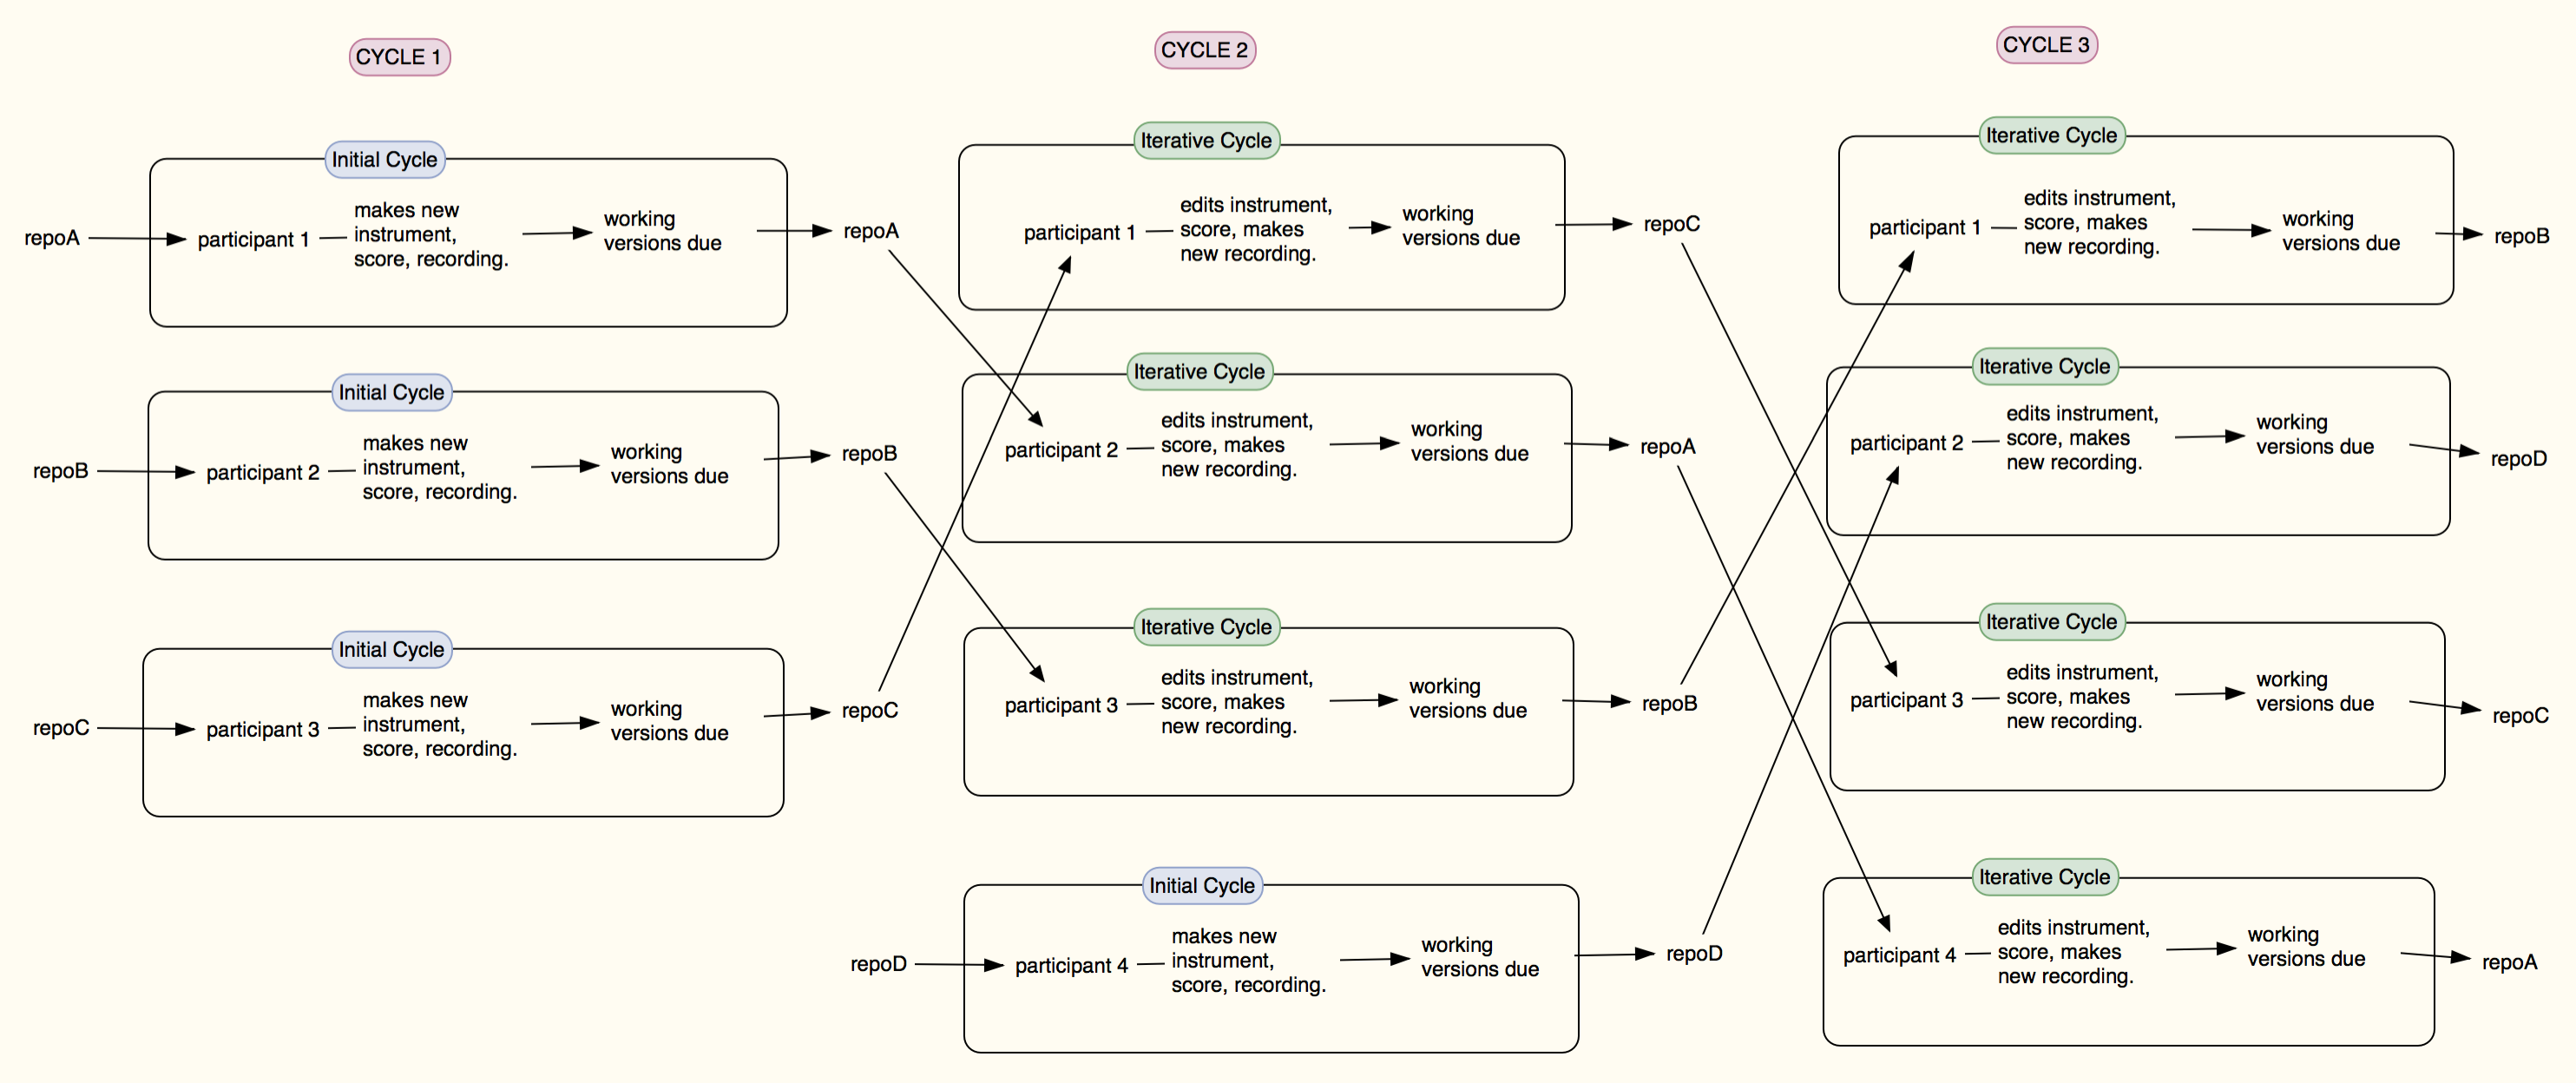 CYCLE 1
CYCLE 2
CYCLE 3
Initial Cycle
repoA
participant 1
makes new
instrument,
score, recording.
working
versions due
repoA
Iterative Cycle
participant 1
edits instrument,
score, makes
new recording.
working
versions due
repoC
Iterative Cycle
participant 1
edits instrument,
score, makes
new recording.
working
versions due
repoB
Initial Cycle
repoB
participant 2
makes new
instrument,
score, recording.
working
versions due
repoB
Iterative Cycle
participant 2
edits instrument,
score, makes
new recording.
working
versions due
repoA
Iterative Cycle
participant 2
edits instrument,
score, makes
new recording.
working
versions due
repoD
Initial Cycle
repoC
participant 3
makes new
instrument,
score, recording.
working
versions due
repoC
Iterative Cycle
participant 3
edits instrument,
score, makes
new recording.
working
versions due
repoB
Iterative Cycle
participant 3
edits instrument,
score, makes
new recording.
working
versions due
repoC
Initial Cycle
repoD
participant 4
makes new
instrument,
score, recording.
working
versions due
repoD
Iterative Cycle
participant 4
edits instrument,
score, makes
new recording.
working
versions due
repoA